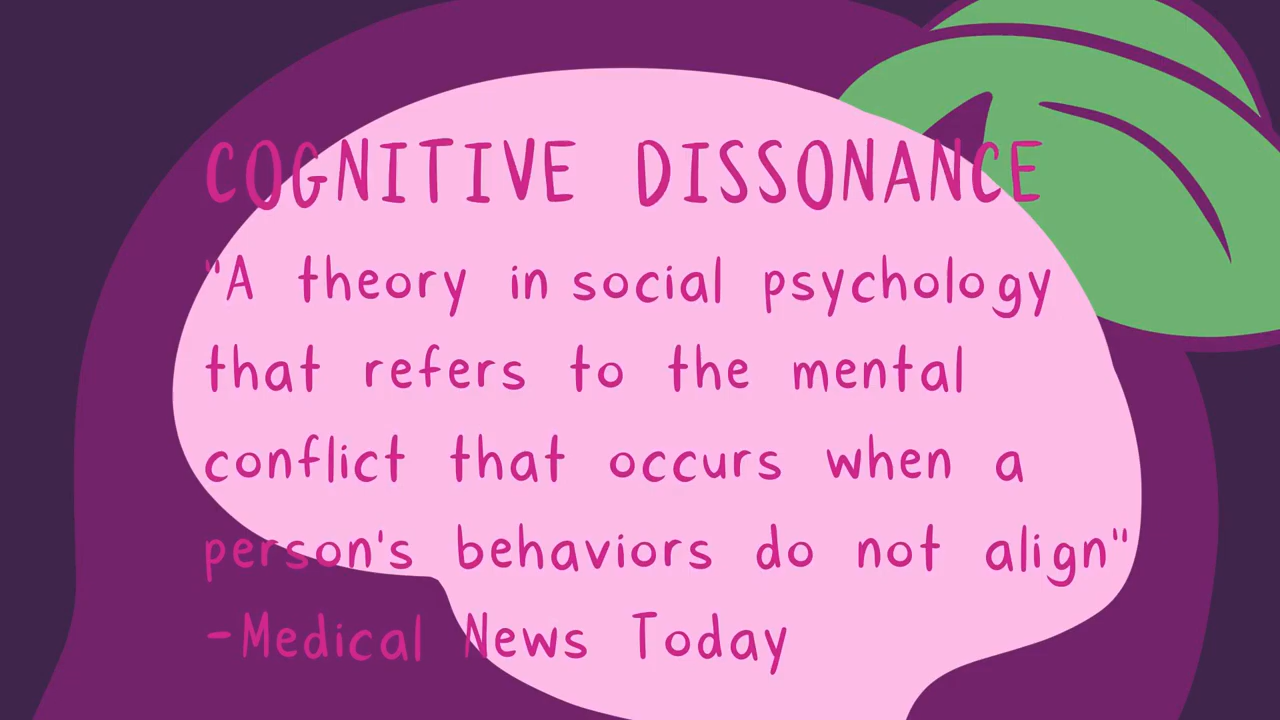 COGNITIVE DISSONANCE
"A theory in social psychology
that refers to the mental
conflict that occurs when a
person's behaviors do not align"
-Medical News Today